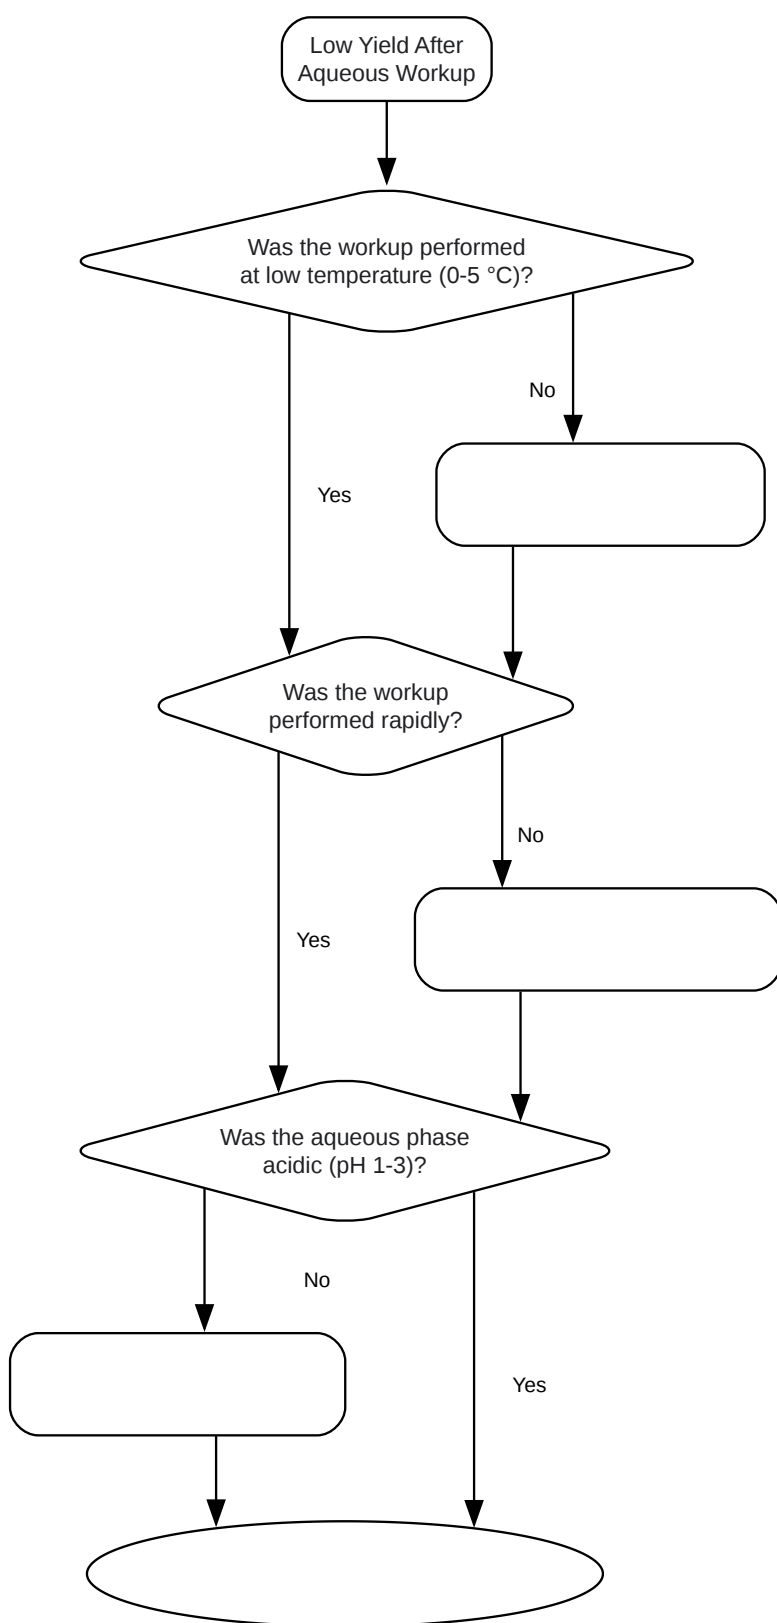 Low Yield After
Aqueous Workup
Was the workup performed
at low temperature (0-5 °C)?
No
Yes
Was the workup
performed rapidly?
No
Yes
Was the aqueous phase
acidic (pH 1-3)?
No
Yes